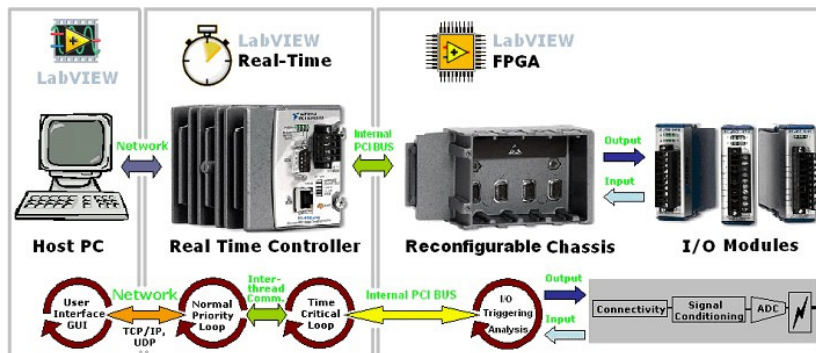 LabVIEW
LabVIEW
Real-Time
LabVIEW
FPGA
Network
Internal
PCI BUS
Output
Input
Host PC
Real Time Controller
Reconfigurable Chassis
I/O Modules
User
Interface
GUI
Network
TCP/IP,
UDP
Normal
Priority
Loop
Inter-
thread
Comm.
Time
Critical
Loop
Internal PCI BUS
I/O
Triggering
Analysis
Output
Input
Connectivity
Signal
Conditioning
ADC